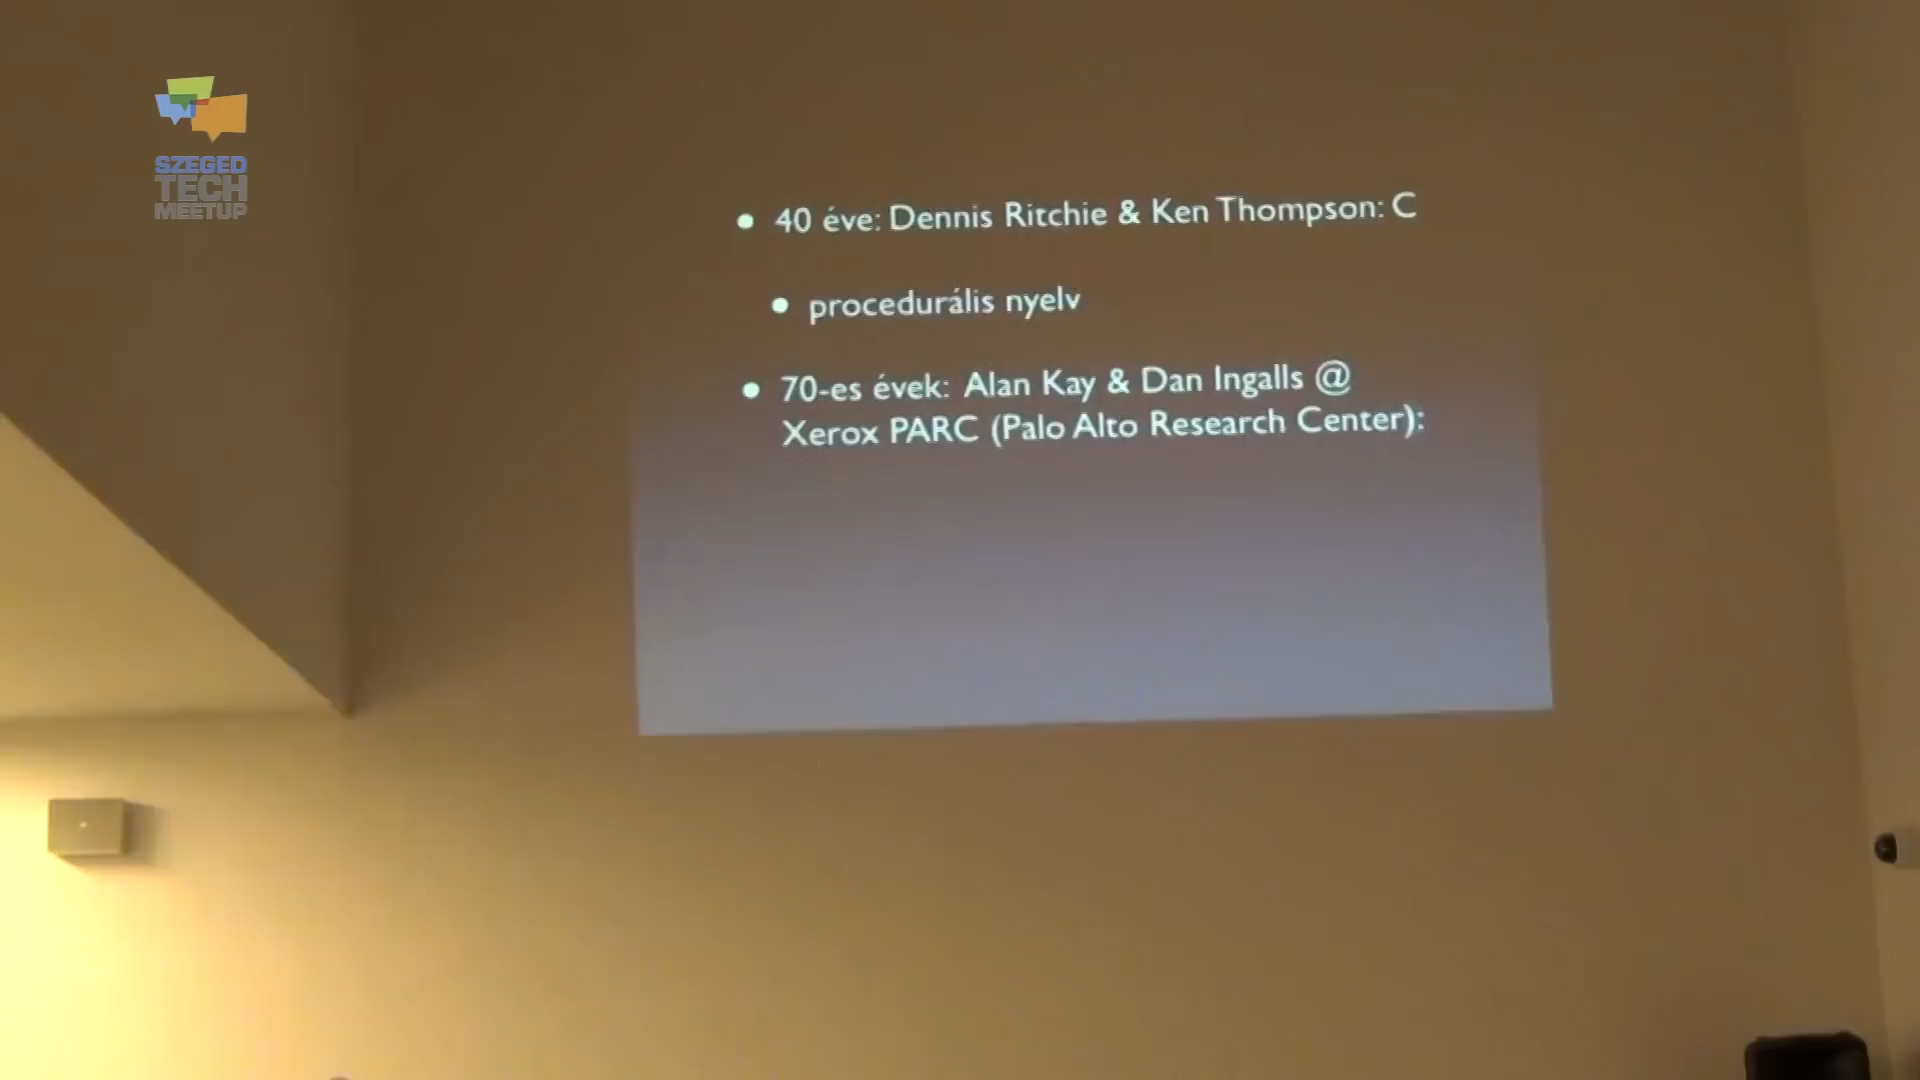 SZEGED
TECH
MEETUP
• 40 éve: Dennis Ritchie & Ken Thompson: C
• procedurális nyelv
• 70-es évek: Alan Kay & Dan Ingalls @
Xerox PARC (Palo Alto Research Center):